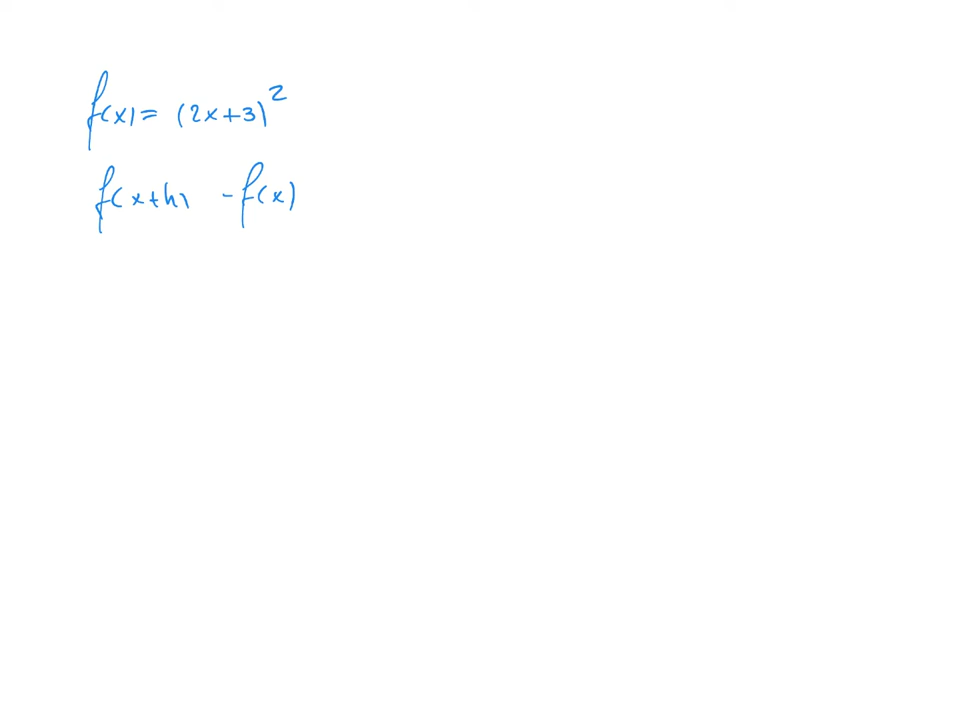 f(x) = (2x+3)²
f(x+h) - f(x)